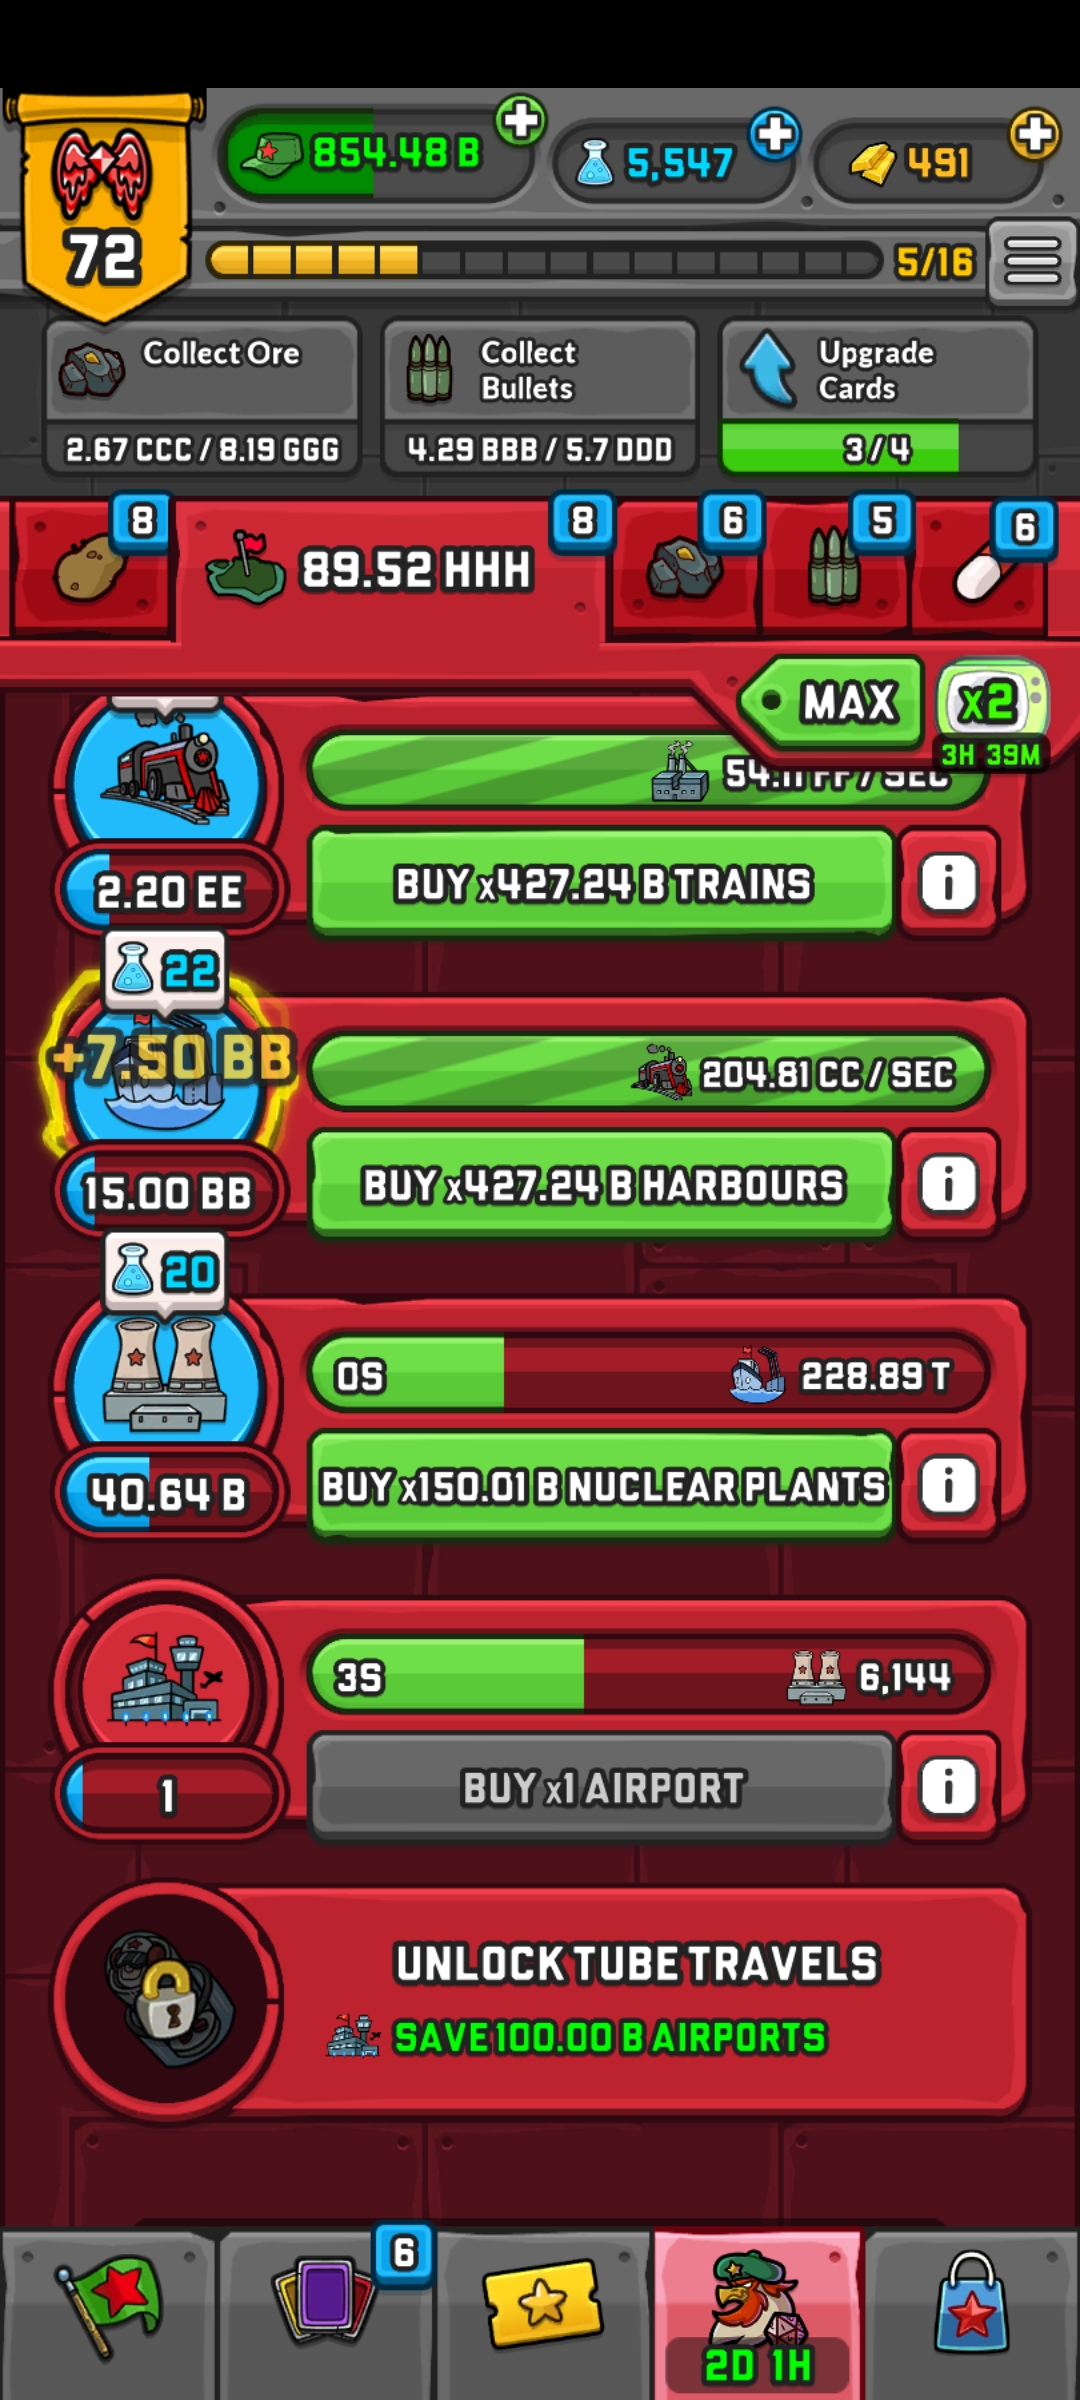 854.48 B
5,547
491
72
5/16
Collect Ore
2.67 CCC / 8.19 GGG
Collect
Bullets
4.29 BBB / 5.7 DDD
Upgrade
Cards
3/4
8
89.52 HHH
8
6
5
6
MAX
x2
3H 39M
54.11 FF / SEC
BUY x427.24 B TRAINS
i
2.20 EE
22
+7.50 BB
204.81 CC / SEC
BUY x427.24 B HARBOURS
i
15.00 BB
20
0S
228.89 T
BUY x150.01 B NUCLEAR PLANTS
i
40.64 B
3S
6,144
BUY x1 AIRPORT
i
1
UNLOCK TUBE TRAVELS
SAVE 100.00 B AIRPORTS
6
2D 1H